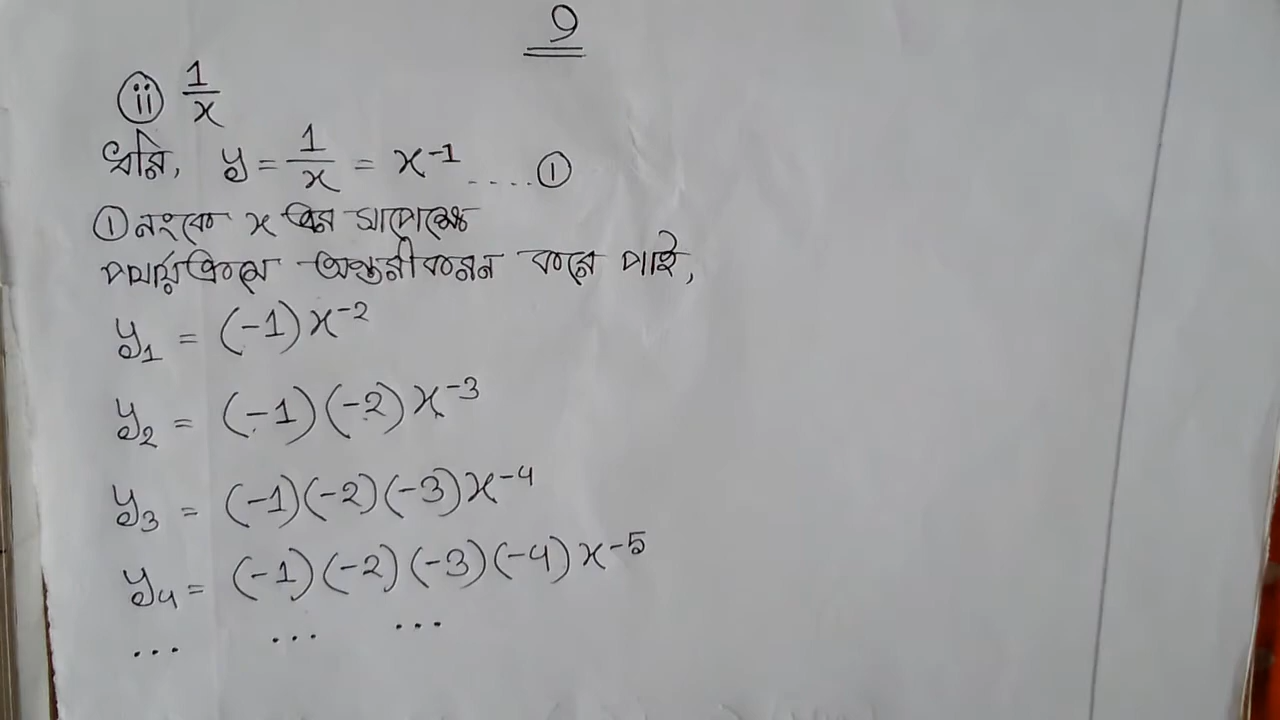 9
ii 1/x
ধরি, y = 1/x = x^-1 ..... ①
① নংকে x এর সাপেক্ষে
পর্যায়ক্রমে অন্তরীকরন করে পাই,
y₁ = (-1)x^-2
y₂ = (-1)(-2)x^-3
y₃ = (-1)(-2)(-3)x^-4
y₄ = (-1)(-2)(-3)(-4)x^-5
... ... ...